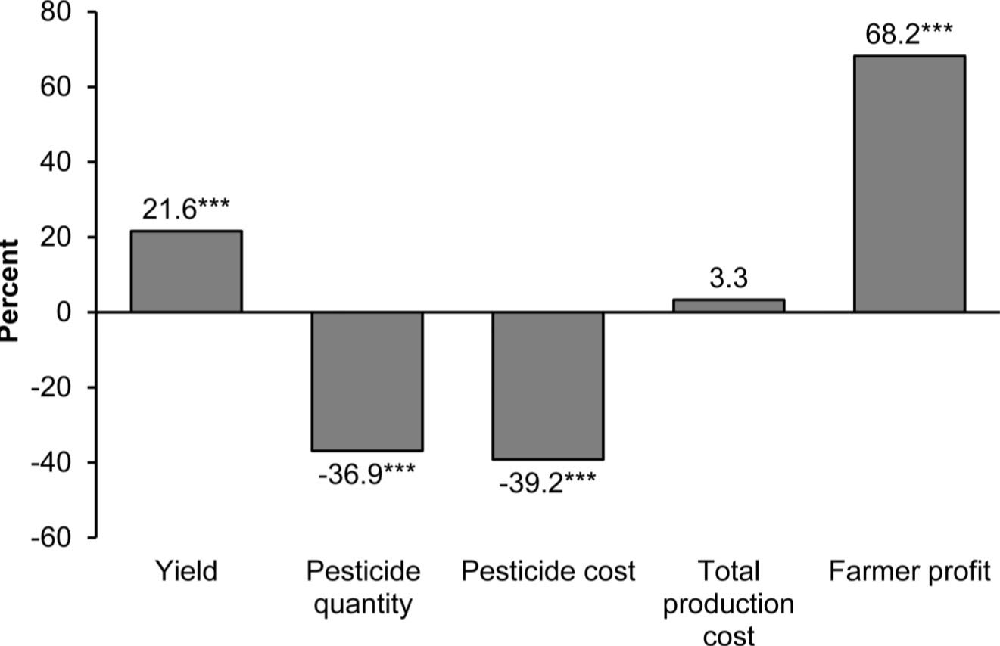 80
60
40
20
0
-20
-40
-60
Percent
21.6***
-36.9***
-39.2***
3.3
68.2***
Yield
Pesticide
quantity
Pesticide cost
Total
production
cost
Farmer profit